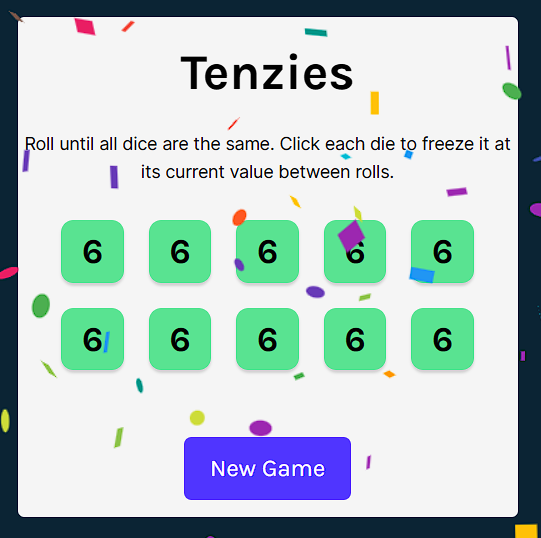 Tenzies
Roll until all dice are the same. Click each die to freeze it at
its current value between rolls.
6 6 6 6 6
6 6 6 6 6
New Game